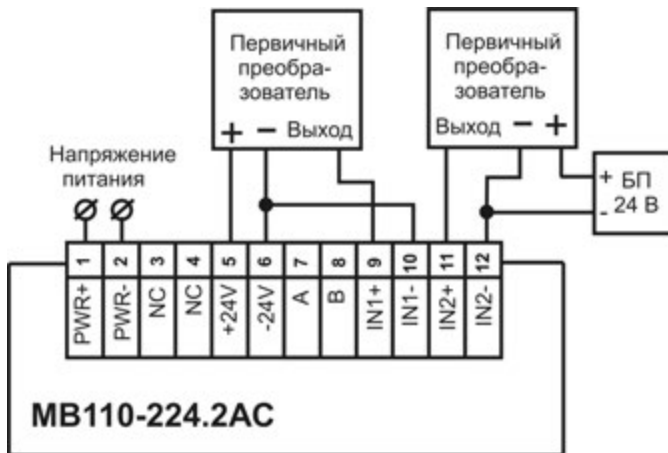 Первичный
преобра-
зователь
+ − Выход
Первичный
преобра-
зователь
Выход − +
Напряжение
питания
+ БП
- 24 В
1 2 3 4 5 6 7 8 9 10 11 12
PWR+ PWR- NC NC +24V -24V A B IN1+ IN1- IN2+ IN2-
МВ110-224.2АС